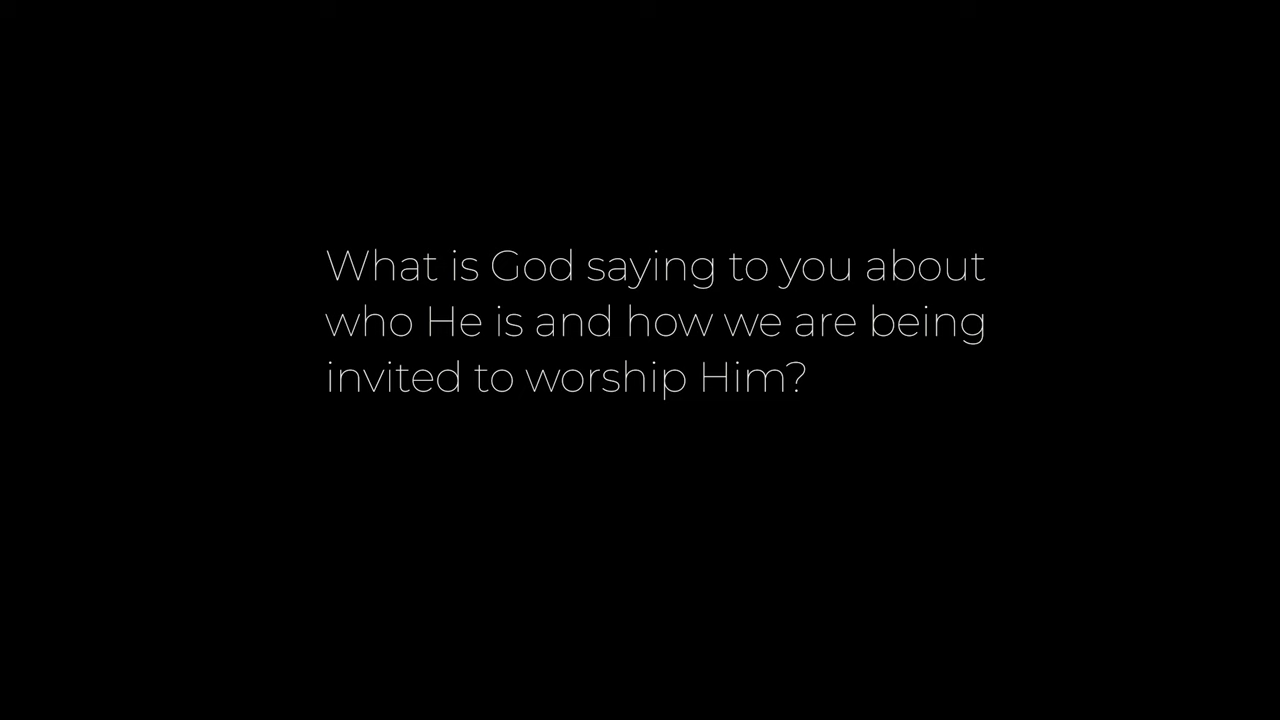 What is God saying to you about
who He is and how we are being
invited to worship Him?